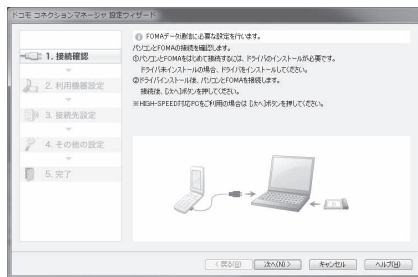 ドコモ コネクションマネージャ 設定ウィザード
FOMAデータ通信に必要な設定を行います。
パソコンとFOMAの接続を確認します。
①パソコンとFOMAをはじめて接続するには、ドライバのインストールが必要です。
ドライバ未インストールの場合、ドライバをインストールしてください。
②ドライバインストール後、パソコンとFOMAを接続します。
接続後、[次へ]ボタンを押してください。
※HIGH-SPEED対応PCをご利用の場合は [次へ]ボタンを押してください。
1. 接続確認
2. 利用機器設定
3. 接続先設定
4. その他の設定
5. 完了
< 戻る(B) 次へ(N) > キャンセル ヘルプ(H)